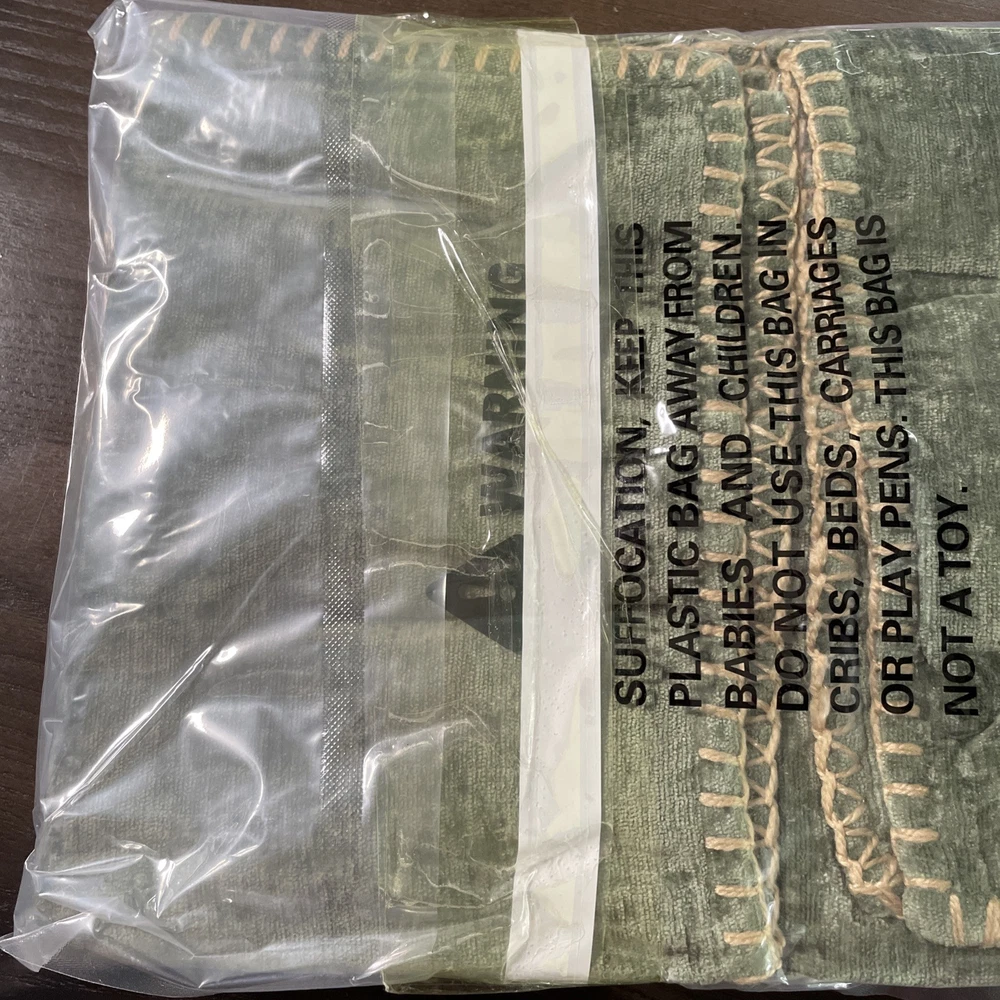 WARNING
SUFFOCATION, KEEP THIS
PLASTIC BAG AWAY FROM
BABIES AND CHILDREN.
DO NOT USE THIS BAG IN
CRIBS, BEDS, CARRIAGES
OR PLAY PENS. THIS BAG IS
NOT A TOY.